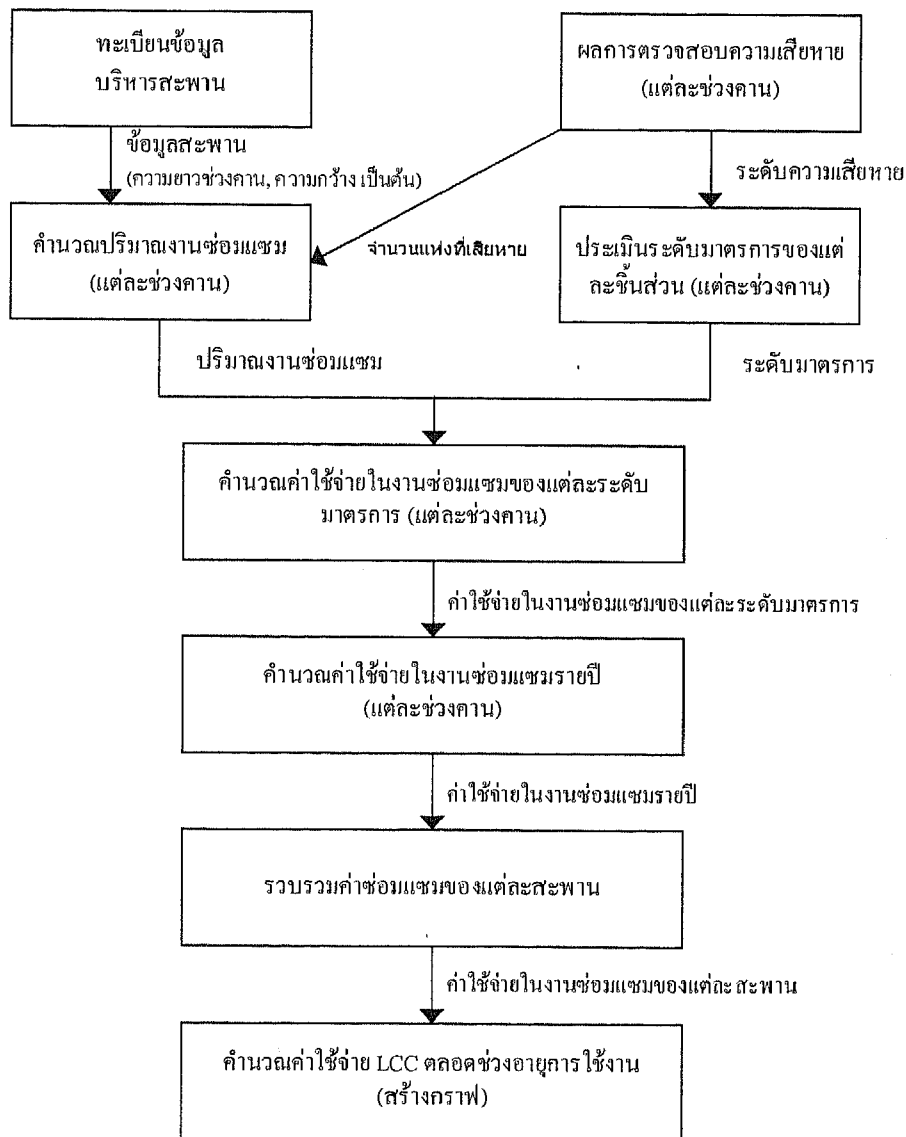 ทะเบียนข้อมูล
บริหารสะพาน
ผลการตรวจสอบความเสียหาย
(แต่ละช่วงคาน)
ข้อมูลสะพาน
(ความยาวช่วงคาน, ความกว้าง เป็นต้น)
ระดับความเสียหาย
คำนวณปริมาณงานซ่อมแซม
(แต่ละช่วงคาน)
จำนวนแห่งที่เสียหาย
ประเมินระดับมาตรการของแต่
ละชิ้นส่วน (แต่ละช่วงคาน)
ปริมาณงานซ่อมแซม
ระดับมาตรการ
คำนวณค่าใช้จ่ายในงานซ่อมแซมของแต่ละระดับ
มาตรการ (แต่ละช่วงคาน)
ค่าใช้จ่ายในงานซ่อมแซมของแต่ละระดับมาตรการ
คำนวณค่าใช้จ่ายในงานซ่อมแซมรายปี
(แต่ละช่วงคาน)
ค่าใช้จ่ายในงานซ่อมแซมรายปี
รวบรวมค่าซ่อมแซมของแต่ละสะพาน
ค่าใช้จ่ายในงานซ่อมแซมของแต่ละสะพาน
คำนวณค่าใช้จ่าย LCC ตลอดช่วงอายุการใช้งาน
(สร้างกราฟ)